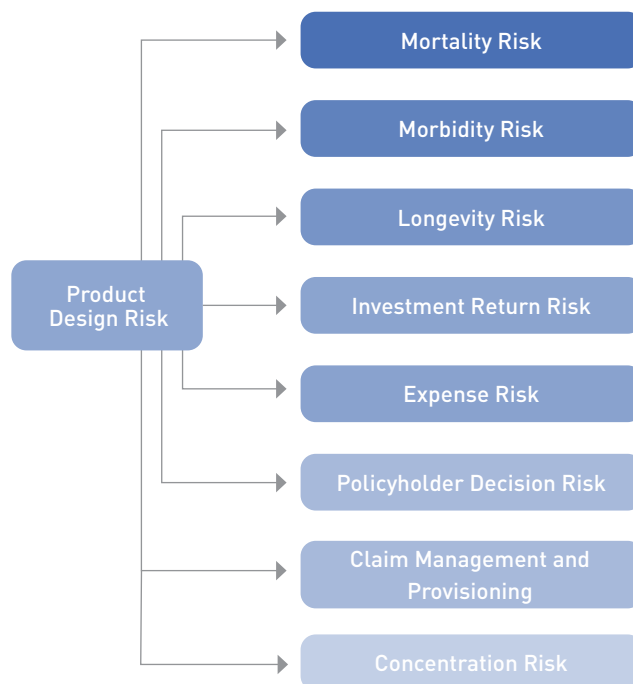 Mortality Risk
Morbidity Risk
Longevity Risk
Product
Design Risk
Investment Return Risk
Expense Risk
Policyholder Decision Risk
Claim Management and
Provisioning
Concentration Risk